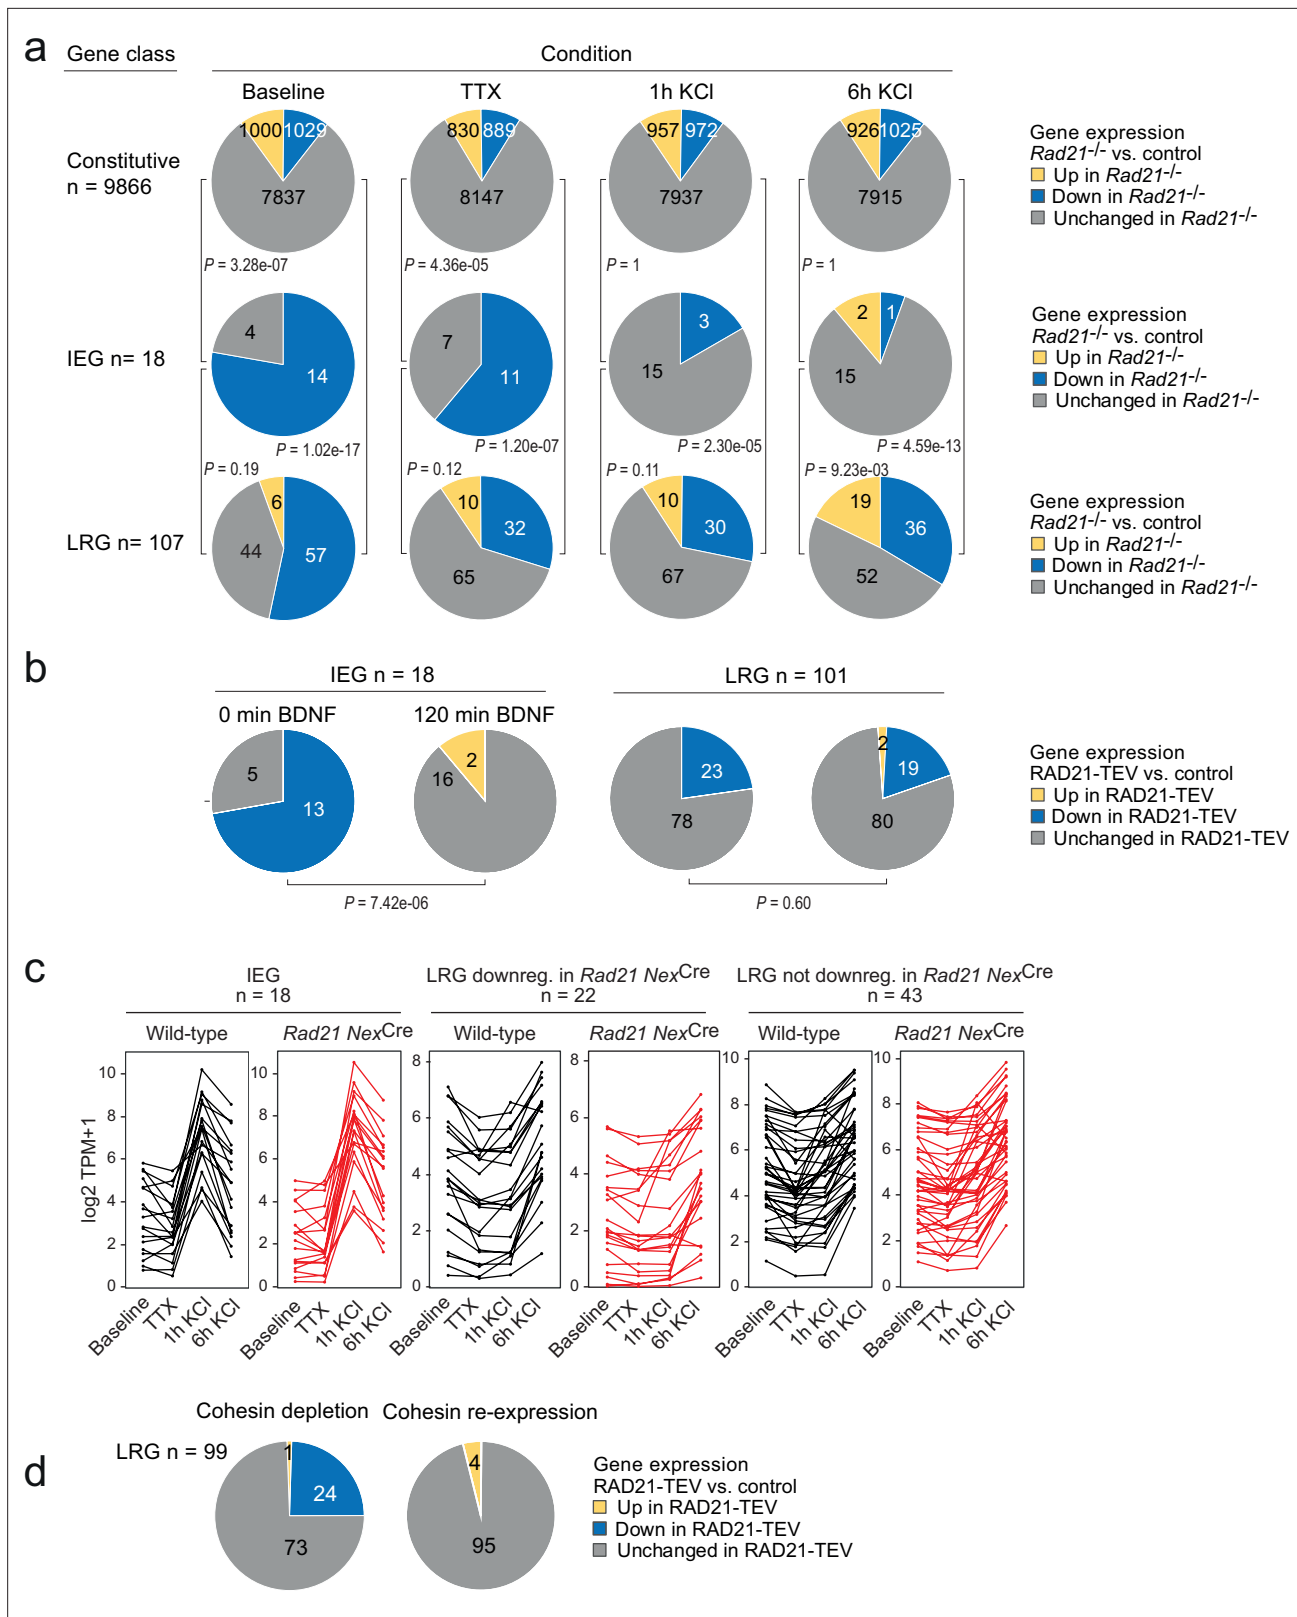 a
Gene class
Condition
Baseline TTX 1h KCl 6h KCl
Constitutive
n = 9866
1000 1029 7837
830 889 8147
957 972 7937
926 1025 7915
Gene expression
Rad21-/- vs. control
Up in Rad21-/-
Down in Rad21-/-
Unchanged in Rad21-/-
P = 3.28e-07 P = 4.36e-05 P = 1 P = 1
IEG n= 18
4 14
7 11
3 15
2 1 15
Gene expression
Rad21-/- vs. control
Up in Rad21-/-
Down in Rad21-/-
Unchanged in Rad21-/-
P = 1.02e-17 P = 1.20e-07 P = 2.30e-05 P = 4.59e-13
P = 0.19 P = 0.12 P = 0.11 P = 9.23e-03
LRG n= 107
6 44 57
10 32 65
10 30 67
19 36 52
Gene expression
Rad21-/- vs. control
Up in Rad21-/-
Down in Rad21-/-
Unchanged in Rad21-/-
b
IEG n = 18 LRG n = 101
0 min BDNF 120 min BDNF
5 13
2 16
23 78
2 19 80
Gene expression
RAD21-TEV vs. control
Up in RAD21-TEV
Down in RAD21-TEV
Unchanged in RAD21-TEV
P = 7.42e-06 P = 0.60
c
IEG
n = 18
LRG downreg. in Rad21 NexCre
n = 22
LRG not downreg. in Rad21 NexCre
n = 43
Wild-type Rad21 NexCre Wild-type Rad21 NexCre Wild-type Rad21 NexCre
log2 TPM+1
10 8 6 4 2 0
10 8 6 4 2 0
8 6 4 2 0
8 6 4 2 0
10 8 6 4 2 0
10 8 6 4 2 0
Baseline TTX 1h KCl 6h KCl
Baseline TTX 1h KCl 6h KCl
Baseline TTX 1h KCl 6h KCl
Baseline TTX 1h KCl 6h KCl
Baseline TTX 1h KCl 6h KCl
Baseline TTX 1h KCl 6h KCl
d
Cohesin depletion Cohesin re-expression
LRG n = 99
1 24 73
4 95
Gene expression
RAD21-TEV vs. control
Up in RAD21-TEV
Down in RAD21-TEV
Unchanged in RAD21-TEV